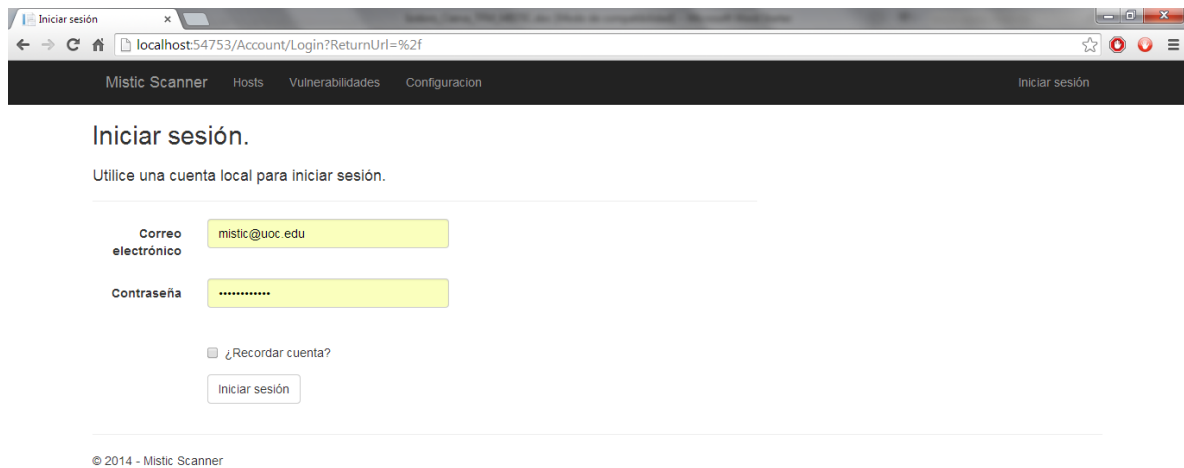 Iniciar sesión
localhost:54753/Account/Login?ReturnUrl=%2f
Mistic Scanner Hosts Vulnerabilidades Configuracion Iniciar sesión
Iniciar sesión.
Utilice una cuenta local para iniciar sesión.
Correo electrónico
mistic@uoc.edu
Contraseña
••••••••••••
¿Recordar cuenta?
Iniciar sesión
© 2014 - Mistic Scanner